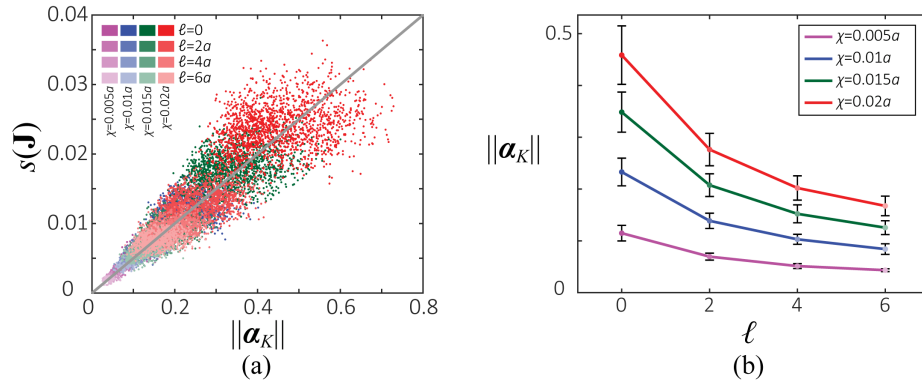 0.04
0.03
0.02
0.01
0
s(J)
ℓ=0
ℓ=2a
ℓ=4a
ℓ=6a
χ=0.005a
χ=0.01a
χ=0.015a
χ=0.02a
0 0.2 0.4 0.6 0.8
||α_K||
(a)
0.5
0
||α_K||
χ=0.005a
χ=0.01a
χ=0.015a
χ=0.02a
0 2 4 6
ℓ
(b)